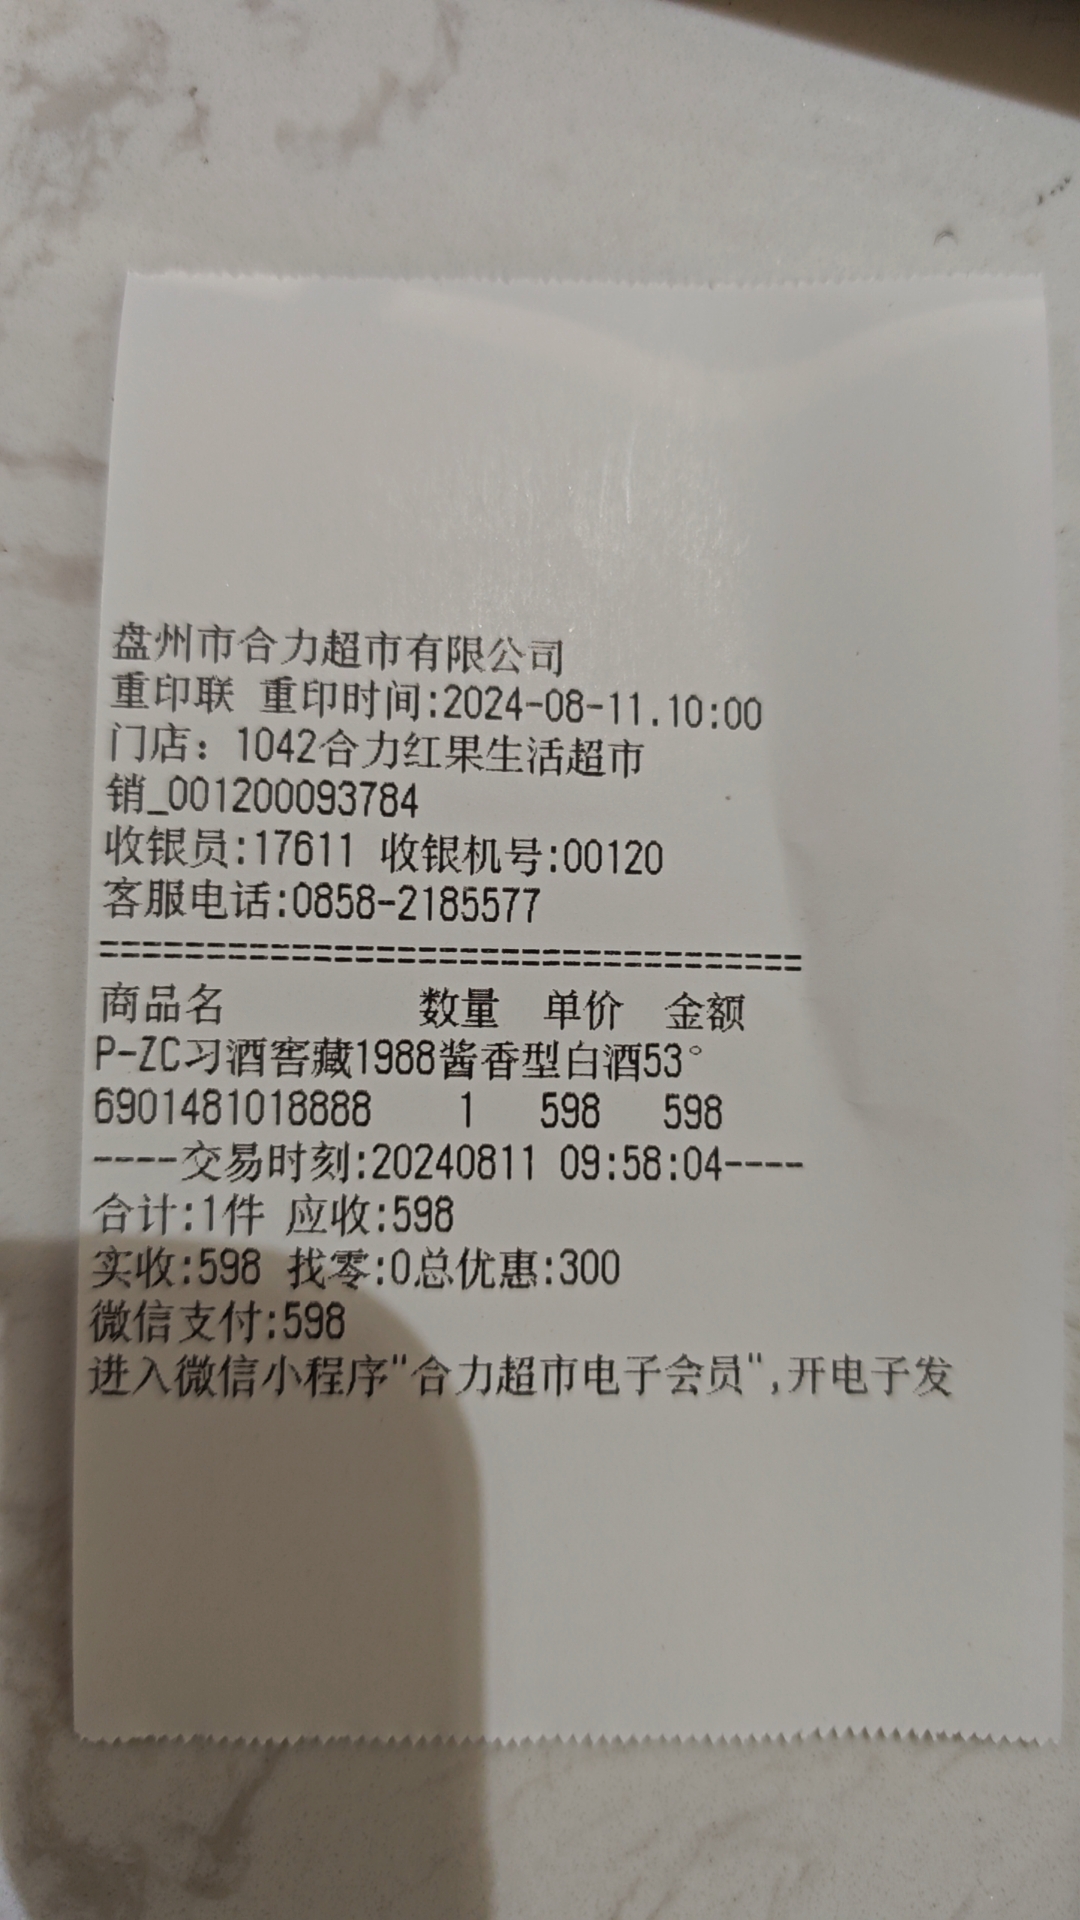 盘州市合力超市有限公司
重印联 重印时间:2024-08-11.10:00
门店：1042合力红果生活超市
销_001200093784
收银员:17611 收银机号:00120
客服电话:0858-2185577
==================================
商品名 数量 单价 金额
P-ZC习酒窖藏1988酱香型白酒53°
6901481018888 1 598 598
----交易时刻:20240811 09:58:04----
合计:1件 应收:598
实收:598 找零:0总优惠:300
微信支付:598
进入微信小程序"合力超市电子会员",开电子发